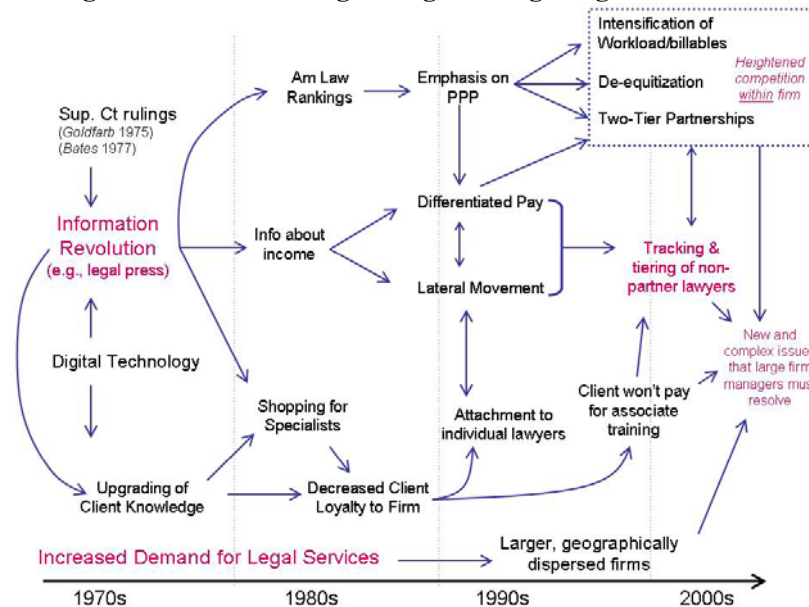 Intensification of
Workload/billables
Heightened
competition
within firm
De-equitization
Two-Tier Partnerships
Am Law
Rankings
Emphasis on
PPP
Sup. Ct rulings
(Goldfarb 1975)
(Bates 1977)
Differentiated Pay
Information
Revolution
(e.g., legal press)
Info about
income
Tracking &
tiering of non-
partner lawyers
Lateral Movement
Digital Technology
New and
complex issue
that large firm
managers mus
resolve
Shopping for
Specialists
Attachment to
individual lawyers
Client won't pay
for associate
training
Upgrading of
Client Knowledge
Decreased Client
Loyalty to Firm
Increased Demand for Legal Services
Larger, geographically
dispersed firms
1970s
1980s
1990s
2000s